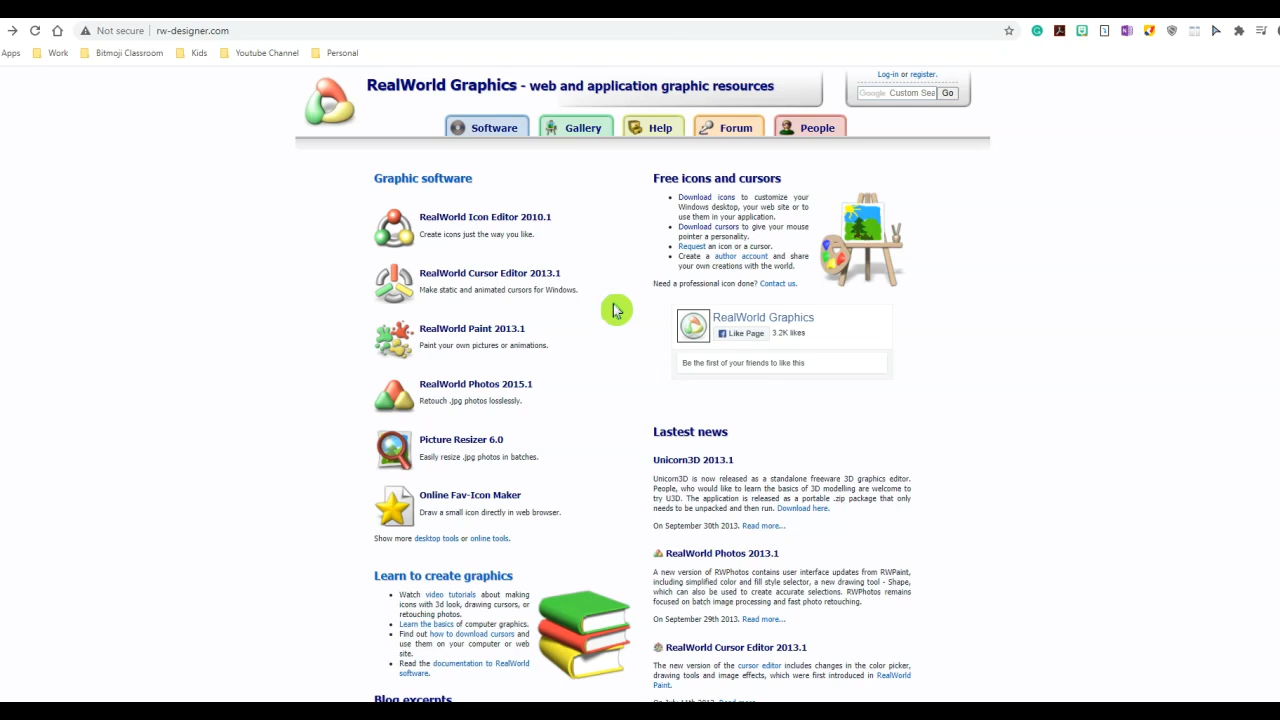 Not secure | rw-designer.com
Apps Work Bitmoji Classroom Kids Youtube Channel Personal
RealWorld Graphics - web and application graphic resources
Log-in or register.
Google Custom Sea Go
Software Gallery Help Forum People
Graphic software
RealWorld Icon Editor 2010.1
Create icons just the way you like.
RealWorld Cursor Editor 2013.1
Make static and animated cursors for Windows.
RealWorld Paint 2013.1
Paint your own pictures or animations.
RealWorld Photos 2015.1
Retouch .jpg photos losslessly.
Picture Resizer 6.0
Easily resize .jpg photos in batches.
Online Fav-Icon Maker
Draw a small icon directly in web browser.
Show more desktop tools or online tools.
Learn to create graphics
Watch video tutorials about making
icons with 3d look, drawing cursors, or
retouching photos.
Learn the basics of computer graphics.
Find out how to download cursors and
use them on your computer or web
site.
Read the documentation to RealWorld
software.
Blog excerpts
Free icons and cursors
Download icons to customize your
Windows desktop, your web site or to
use them in your application.
Download cursors to give your mouse
pointer a personality.
Request an icon or a cursor.
Create a author account and share
your own creations with the world.
Need a professional icon done? Contact us.
RealWorld Graphics
Like Page 3.2K likes
Be the first of your friends to like this
Lastest news
Unicorn3D 2013.1
Unicorn3D is now released as a standalone freeware 3D graphics editor.
People, who would like to learn the basics of 3D modelling are welcome to
try U3D. The application is released as a portable .zip package that only
needs to be unpacked and then run. Download here.
On September 30th 2013. Read more...
RealWorld Photos 2013.1
A new version of RWPhotos contains user interface updates from RWPaint,
including simplified color and fill style selector, a new drawing tool - Shape,
which can also be used to create accurate selections. RWPhotos remains
focused on batch image processing and fast photo retouching.
On September 29th 2013. Read more...
RealWorld Cursor Editor 2013.1
The new version of the cursor editor includes changes in the color picker,
drawing tools and image effects, which were first introduced in RealWorld
Paint.